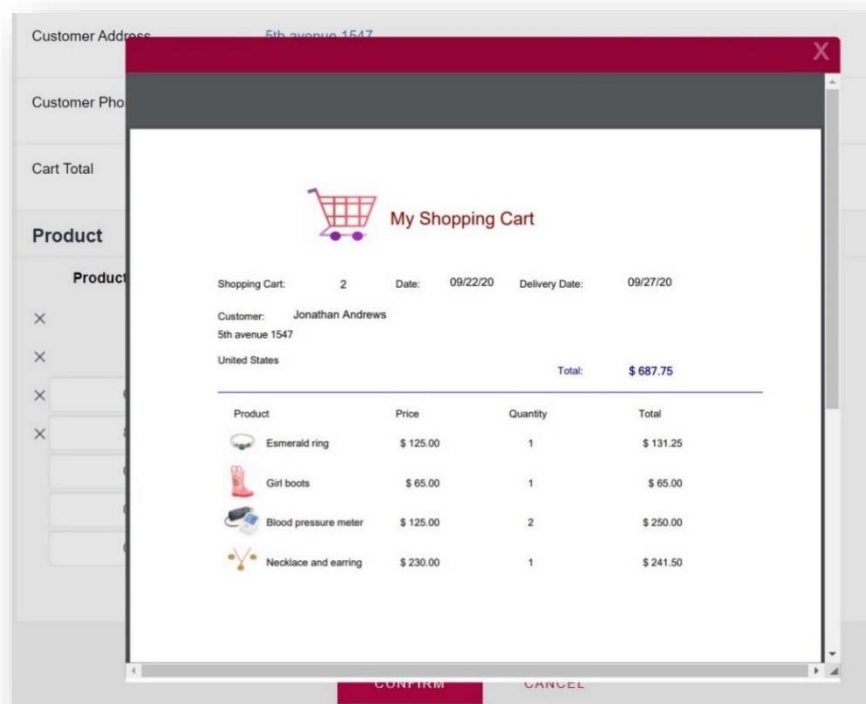 Customer Address 5th avenue 1547
X
Customer Pho
Cart Total
Product
Product
My Shopping Cart
Shopping Cart: 2 Date: 09/22/20 Delivery Date: 09/27/20
Customer: Jonathan Andrews
5th avenue 1547
United States
Total: $ 687.75
Product Price Quantity Total
Esmerald ring $ 125.00 1 $ 131.25
Girl boots $ 65.00 1 $ 65.00
Blood pressure meter $ 125.00 2 $ 250.00
Necklace and earring $ 230.00 1 $ 241.50
CONFIRM CANCEL